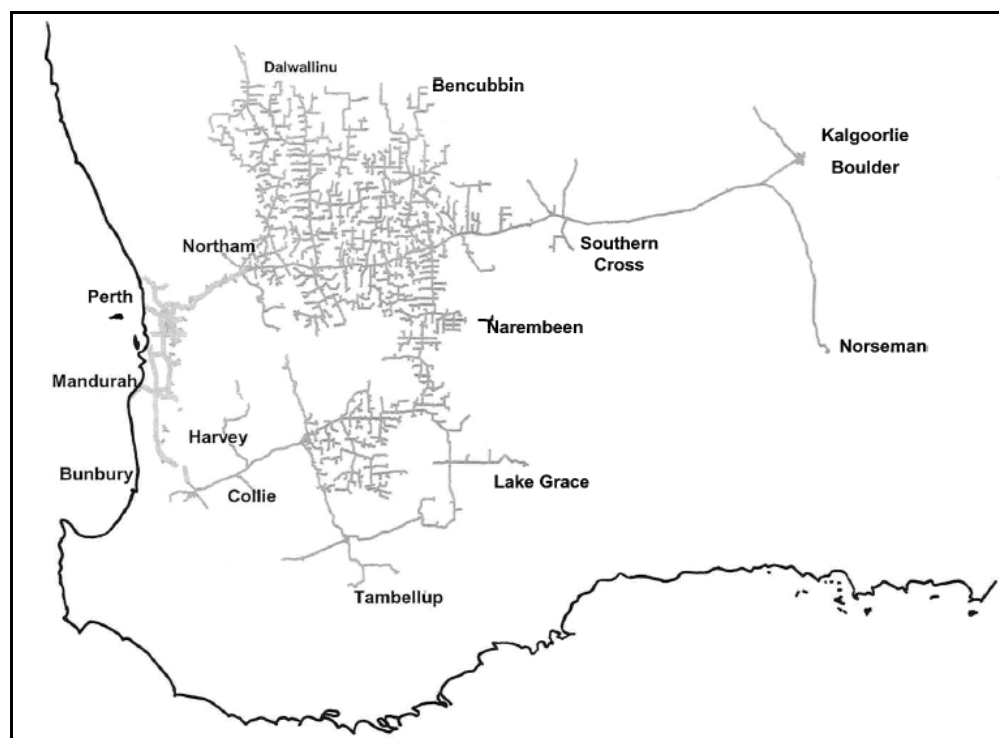 Dalwallinu
Bencubbin
Kalgoorlie
Boulder
Northam
Southern
Cross
Perth
Narembeen
Norseman
Mandurah
Harvey
Bunbury
Collie
Lake Grace
Tambellup